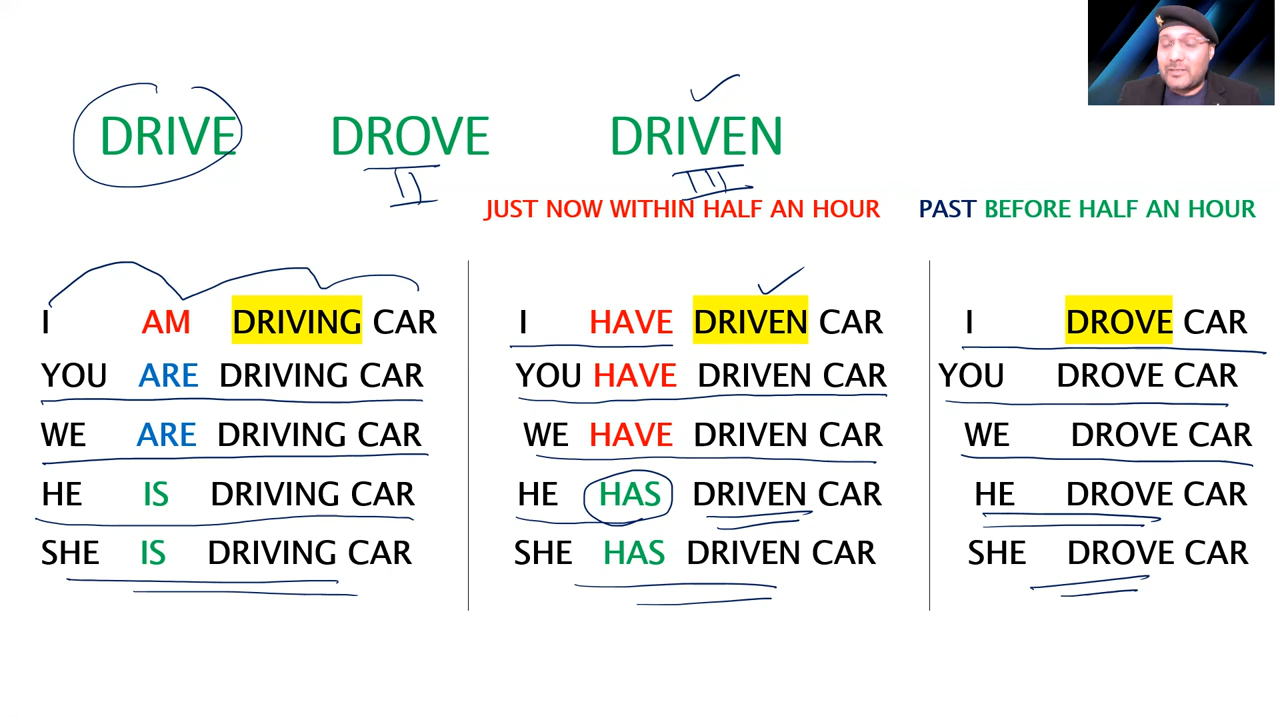 DRIVE DROVE DRIVEN
II III
JUST NOW WITHIN HALF AN HOUR
PAST BEFORE HALF AN HOUR
I AM DRIVING CAR
YOU ARE DRIVING CAR
WE ARE DRIVING CAR
HE IS DRIVING CAR
SHE IS DRIVING CAR
I HAVE DRIVEN CAR
YOU HAVE DRIVEN CAR
WE HAVE DRIVEN CAR
HE HAS DRIVEN CAR
SHE HAS DRIVEN CAR
I DROVE CAR
YOU DROVE CAR
WE DROVE CAR
HE DROVE CAR
SHE DROVE CAR